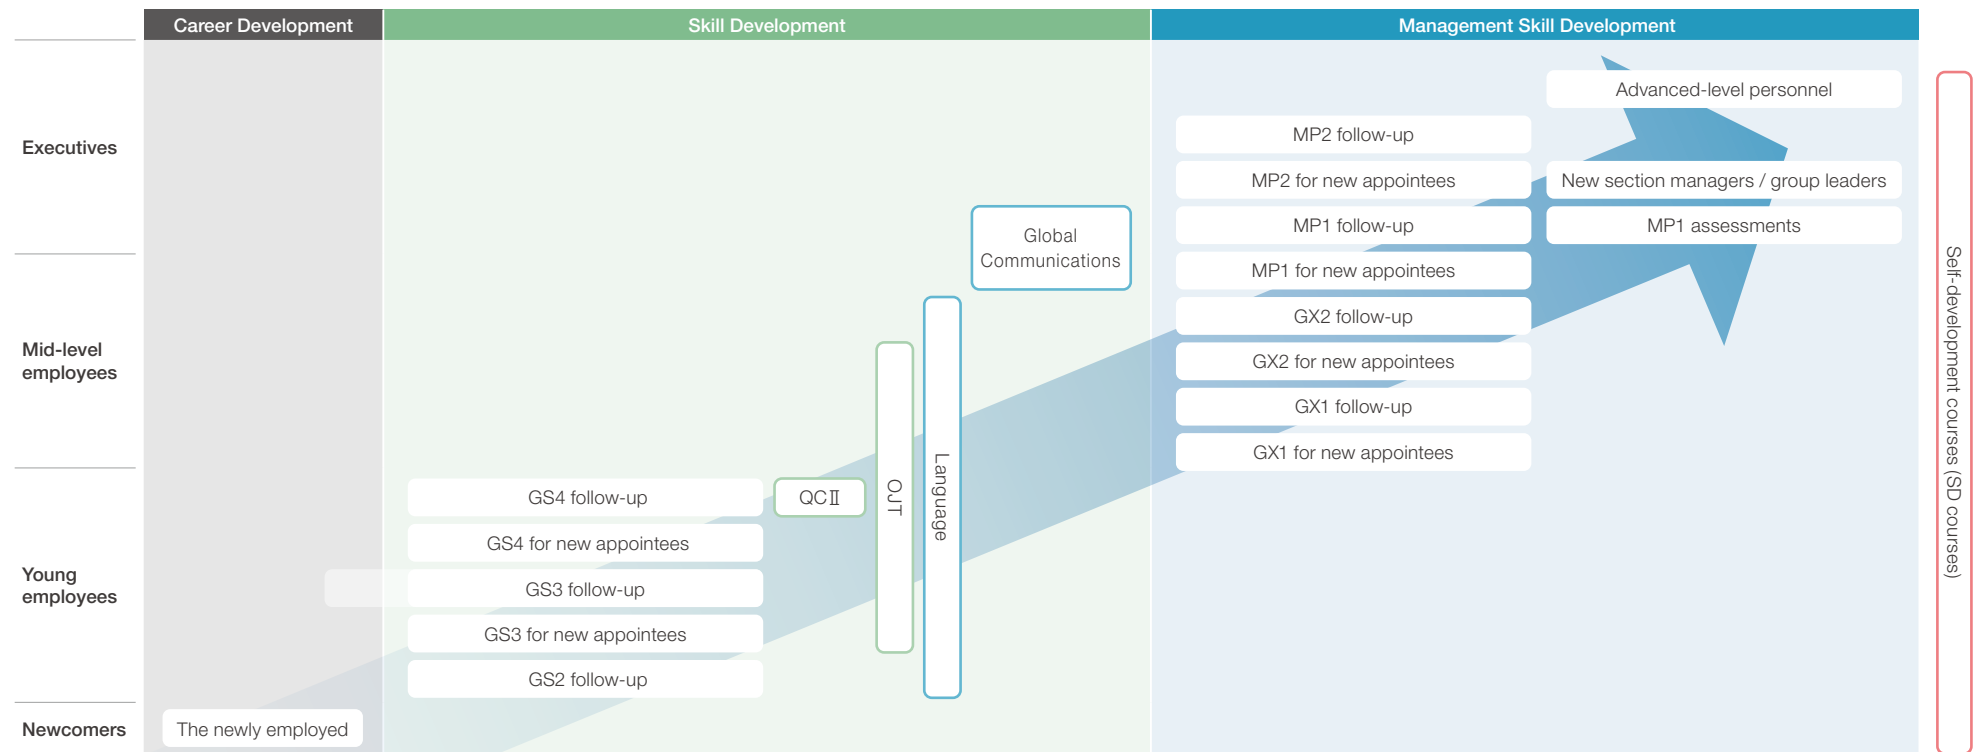 Career Development
Skill Development
Management Skill Development
Executives
Mid-level
employees
Young
employees
Newcomers
The newly employed
GS4 follow-up
GS4 for new appointees
GS3 follow-up
GS3 for new appointees
GS2 follow-up
QCⅡ
OJT
Language
Global
Communications
MP2 follow-up
MP2 for new appointees
MP1 follow-up
MP1 for new appointees
GX2 follow-up
GX2 for new appointees
GX1 follow-up
GX1 for new appointees
Advanced-level personnel
New section managers / group leaders
MP1 assessments
Self-development courses (SD courses)